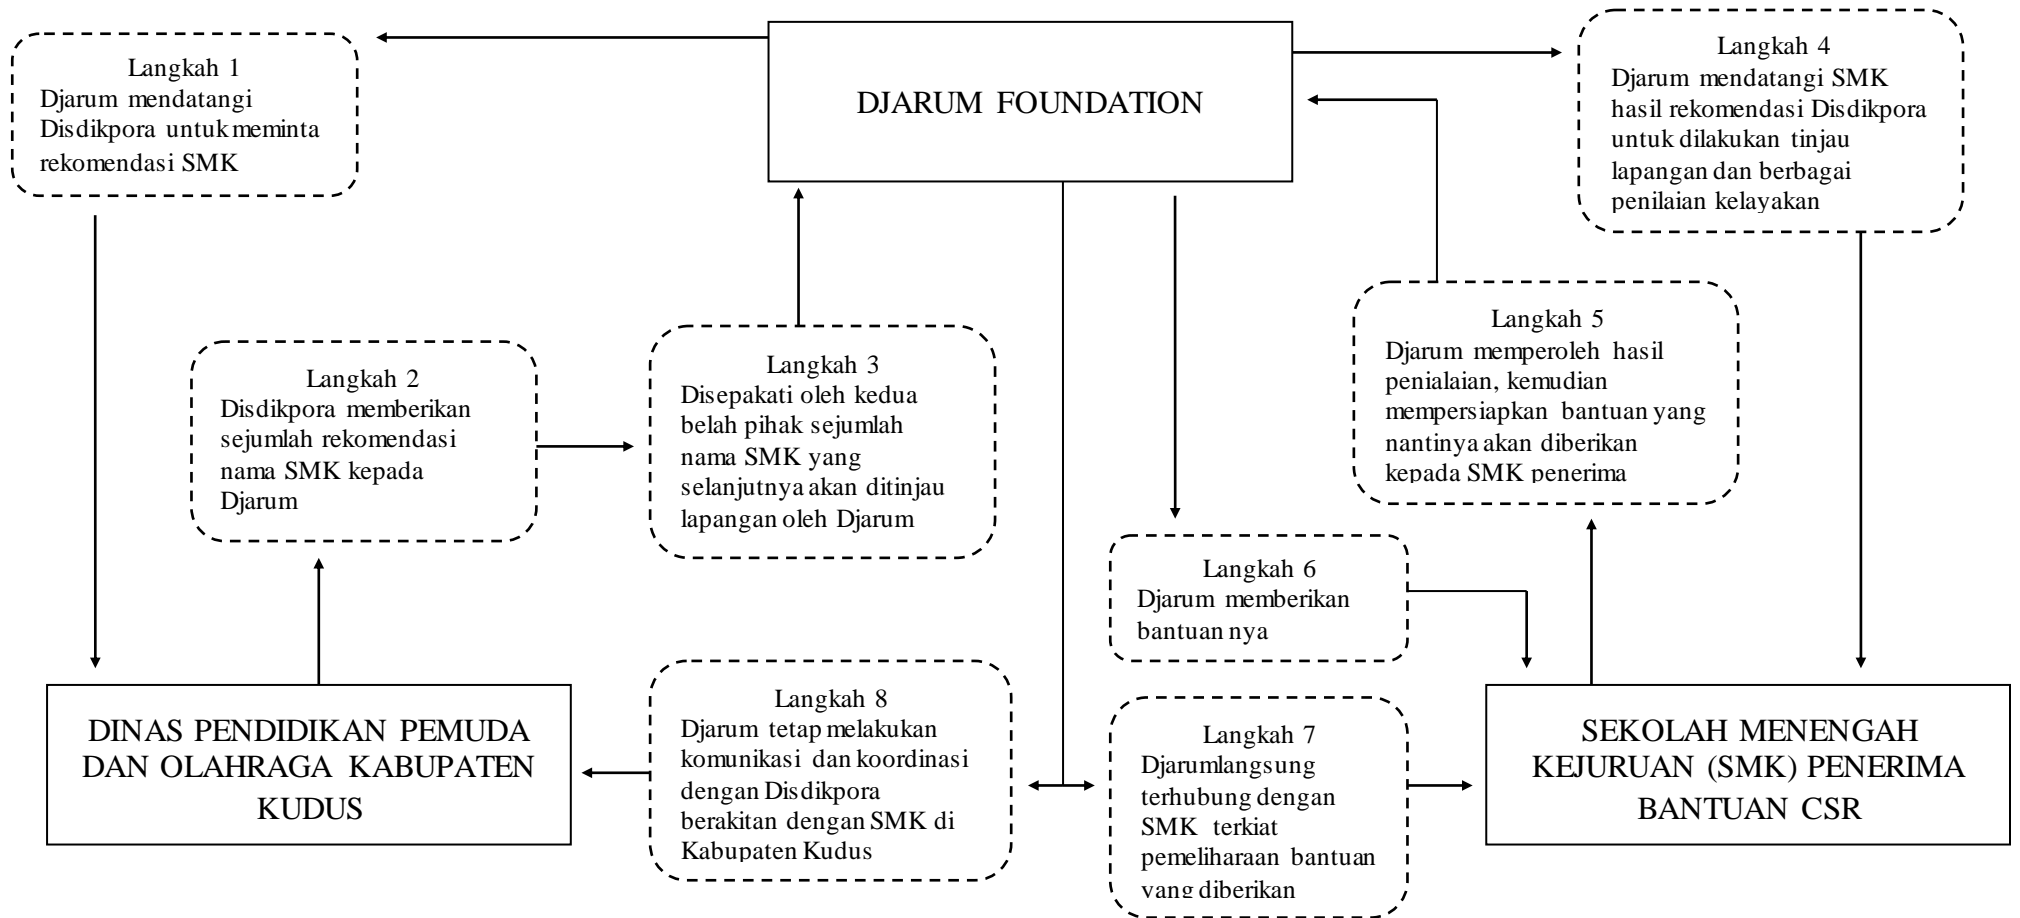 DJARUM FOUNDATION
Langkah 1
Djarum mendatangi
Disdikpora untuk meminta
rekomendasi SMK
Langkah 2
Disdikpora memberikan
sejumlah rekomendasi
nama SMK kepada
Djarum
Langkah 3
Disepakati oleh kedua
belah pihak sejumlah
nama SMK yang
selanjutnya akan ditinjau
lapangan oleh Djarum
Langkah 4
Djarum mendatangi SMK
hasil rekomendasi Disdikpora
untuk dilakukan tinjau
lapangan dan berbagai
penilaian kelayakan
Langkah 5
Djarum memperoleh hasil
penialaian, kemudian
mempersiapkan bantuan yang
nantinya akan diberikan
kepada SMK penerima
Langkah 6
Djarum memberikan
bantuan nya
Langkah 7
Djarumlangsung
terhubung dengan
SMK terkiat
pemeliharaan bantuan
yang diberikan
Langkah 8
Djarum tetap melakukan
komunikasi dan koordinasi
dengan Disdikpora
berakitan dengan SMK di
Kabupaten Kudus
DINAS PENDIDIKAN PEMUDA
DAN OLAHRAGA KABUPATEN
KUDUS
SEKOLAH MENENGAH
KEJURUAN (SMK) PENERIMA
BANTUAN CSR